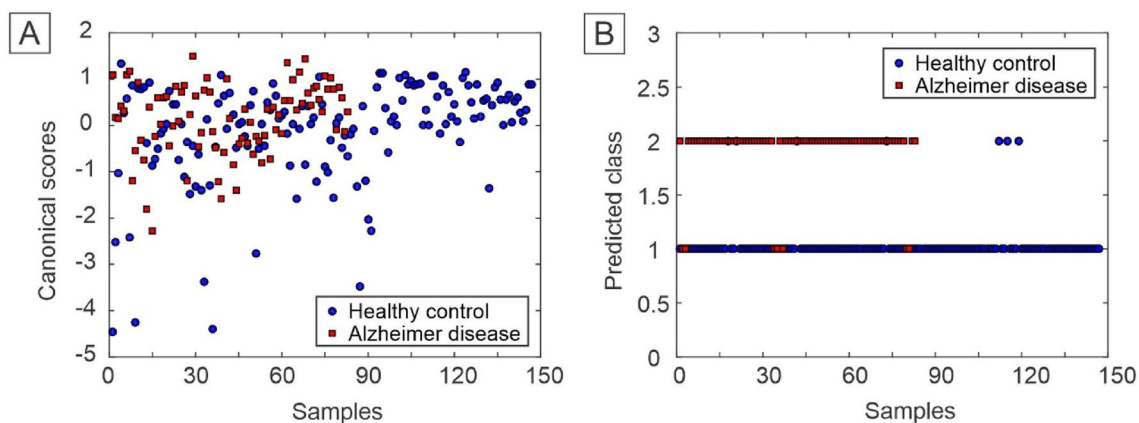 A
2
1
0
-1
-2
-3
-4
-5
Canonical scores
0
30
60
90
120
150
Samples
Healthy control
Alzheimer disease
B
3
2.5
2
1.5
1
0.5
0
Predicted class
0
30
60
90
120
150
Samples
Healthy control
Alzheimer disease